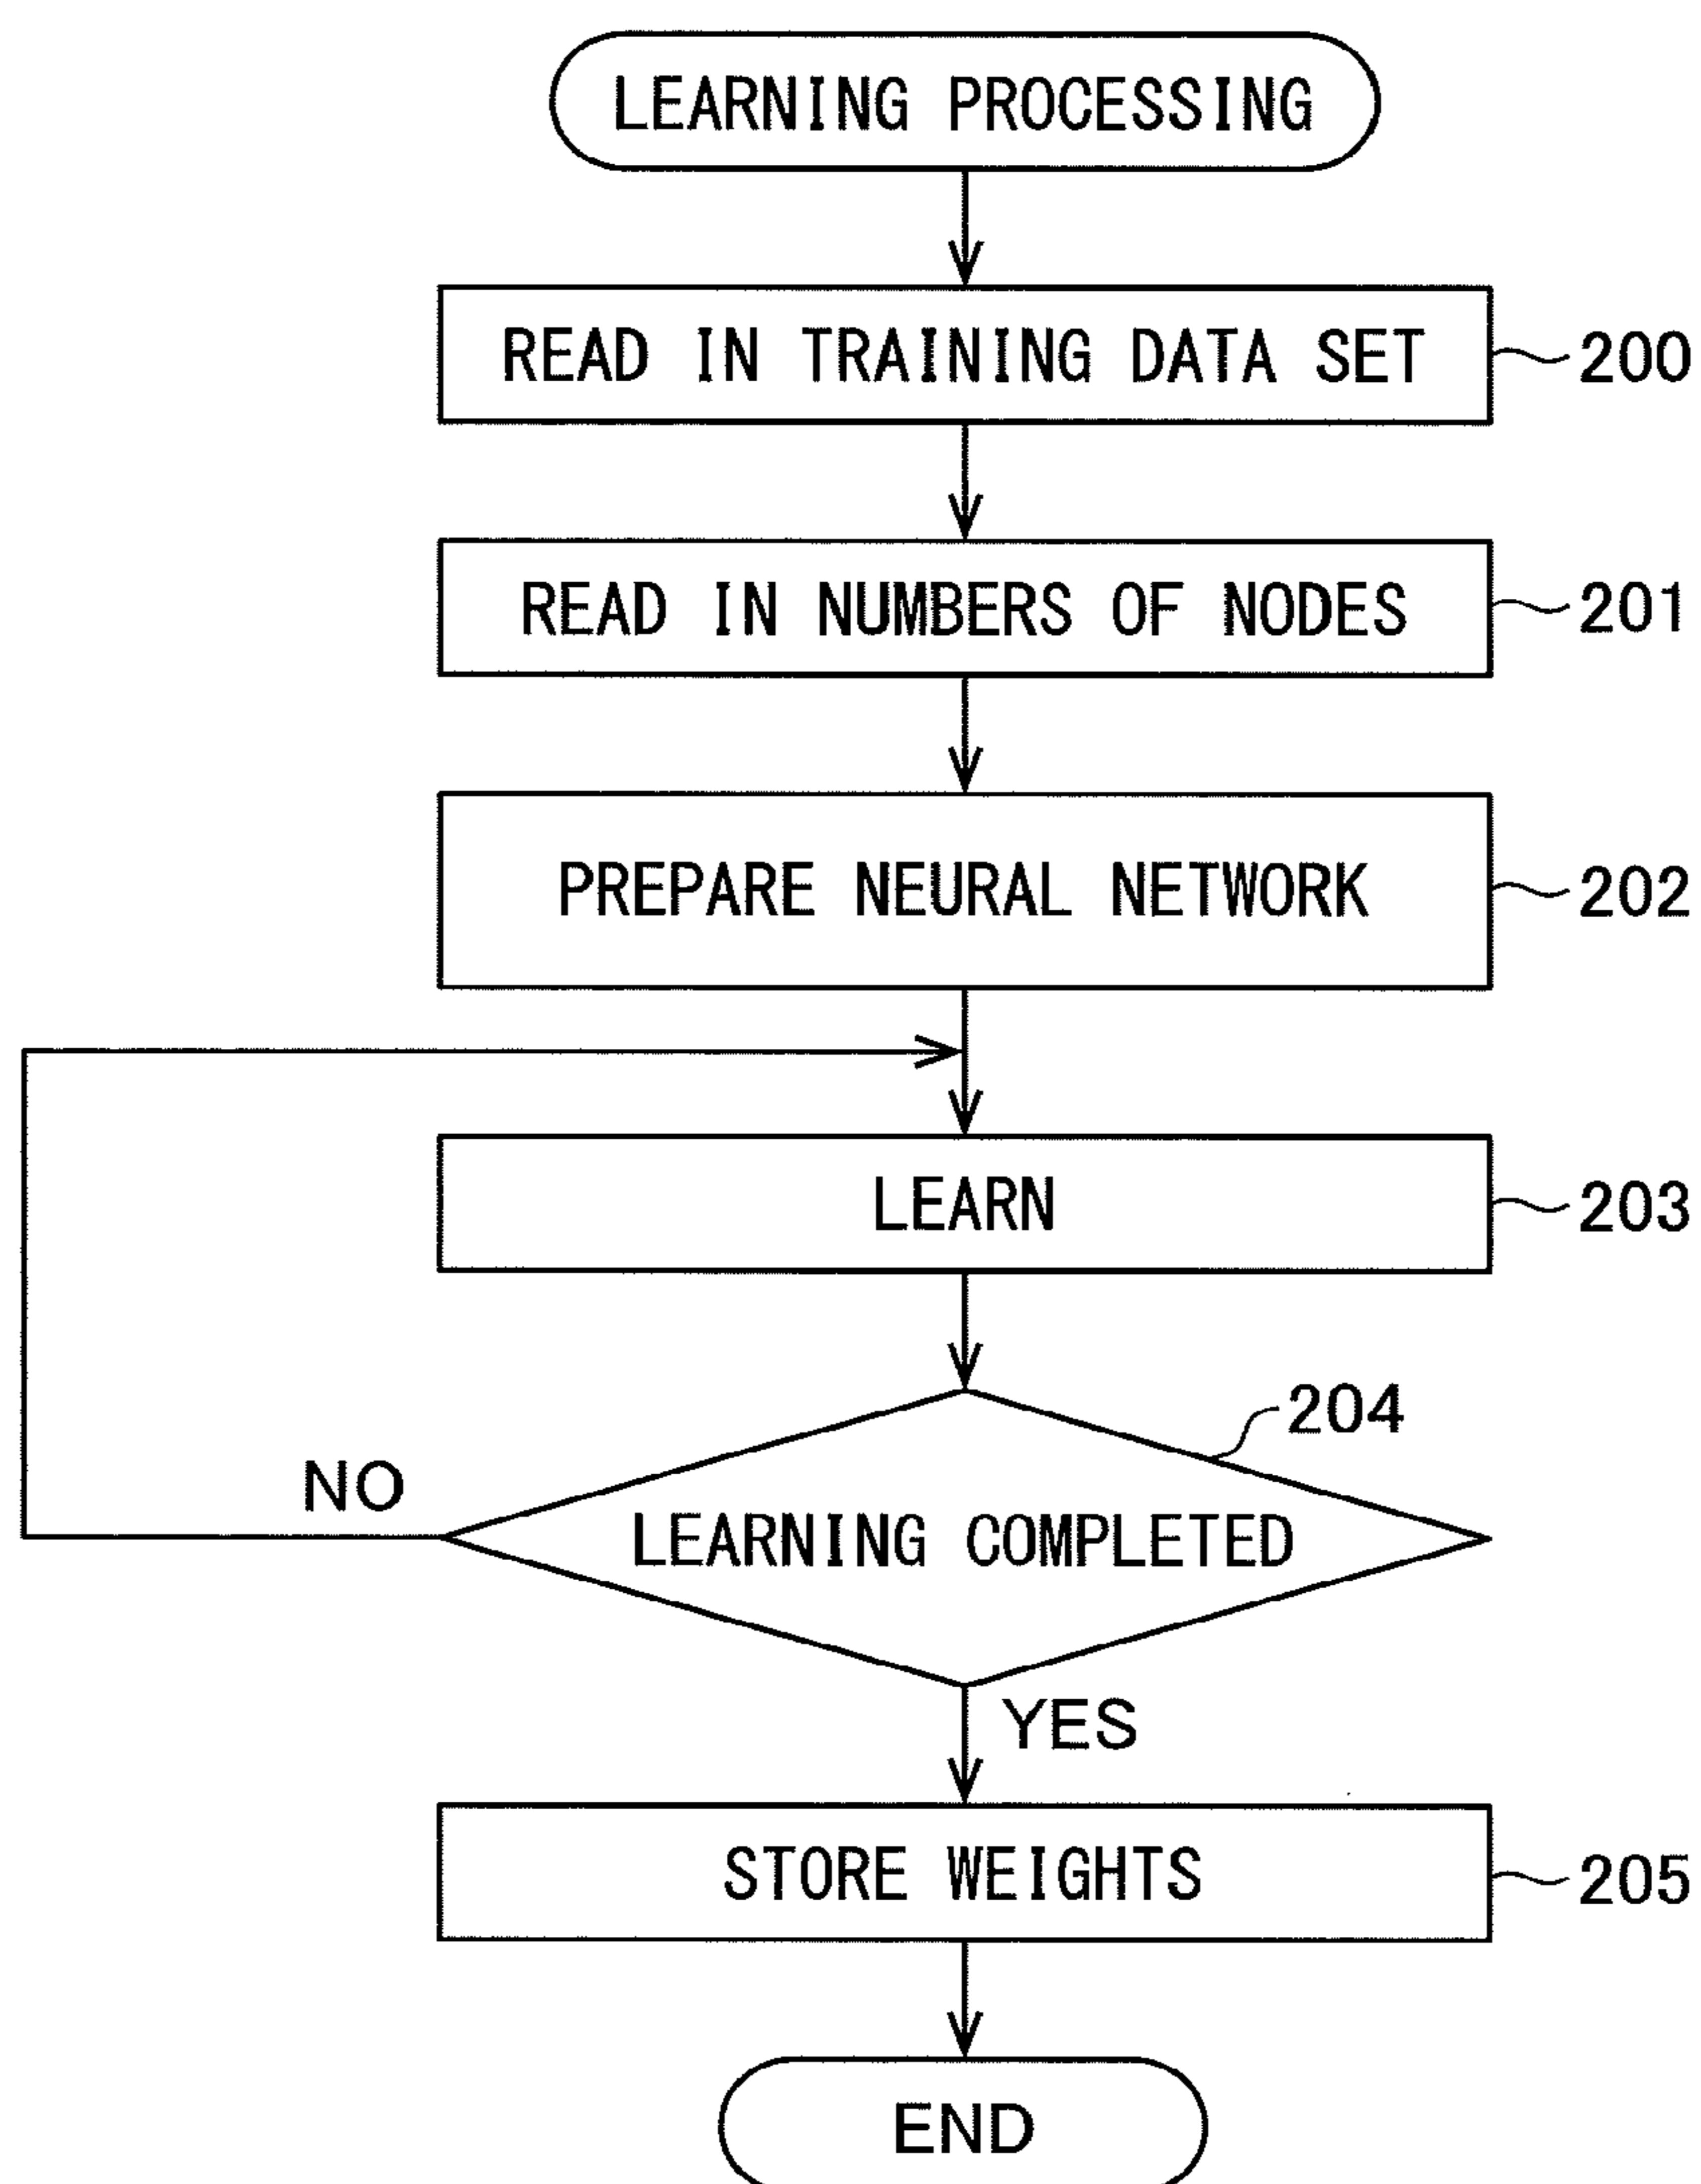 LEARNING PROCESSING
READ IN TRAINING DATA SET
200
READ IN NUMBERS OF NODES
201
PREPARE NEURAL NETWORK
202
LEARN
203
204
NO
LEARNING COMPLETED
YES
STORE WEIGHTS
205
END